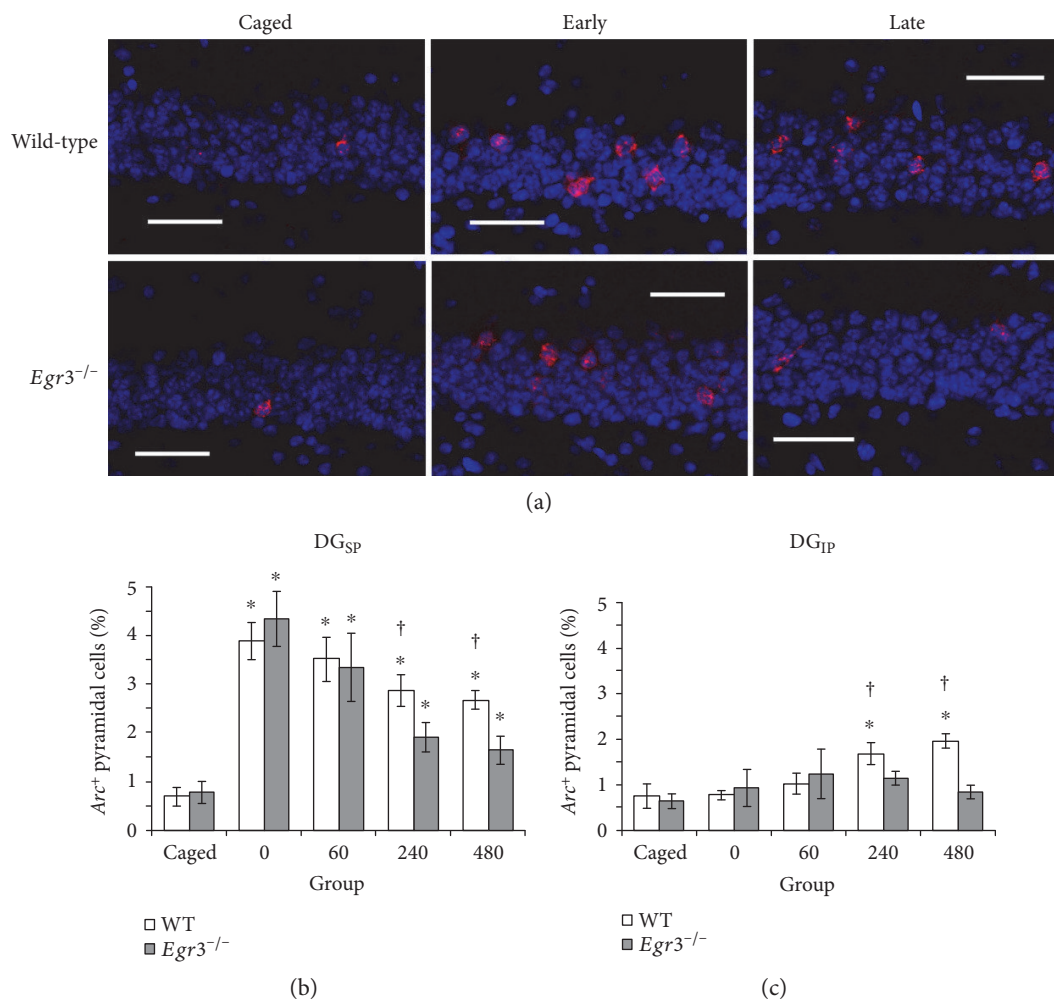 Caged Early Late
Wild-type
Egr3−/−
(a)
DGSP
Arc+ pyramidal cells (%)
5
4
3
2
1
0
* * * * † * * † * *
Caged 0 60 240 480
Group
WT
Egr3−/−
(b)
DGIP
Arc+ pyramidal cells (%)
5
4
3
2
1
0
† * † *
Caged 0 60 240 480
Group
WT
Egr3−/−
(c)